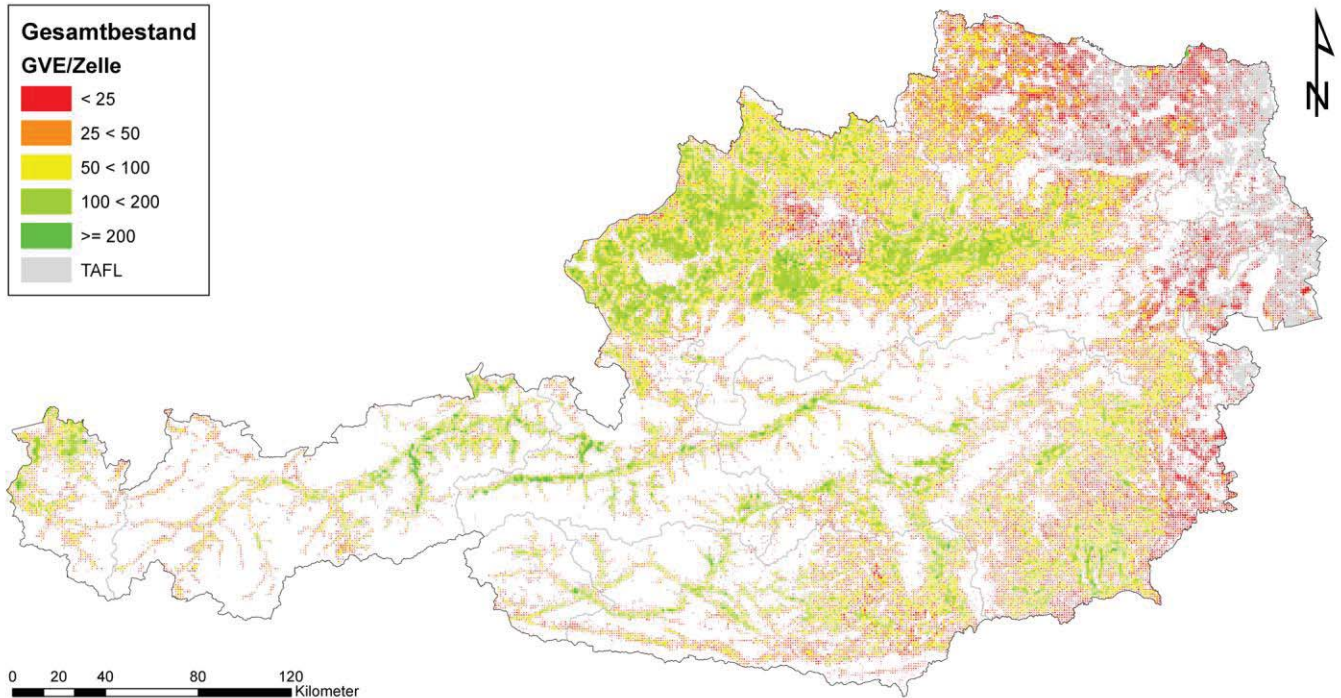 Gesamtbestand
GVE/Zelle
< 25
25 < 50
50 < 100
100 < 200
>= 200
TAFL
N
0 20 40 80 120
Kilometer